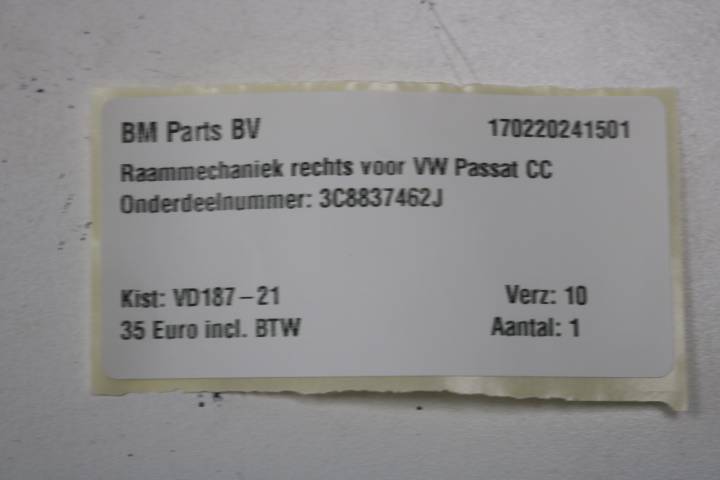 BM Parts BV 170220241501
Raammechaniek rechts voor VW Passat CC
Onderdeelnummer: 3C8837462J
Kist: VD187-21 Verz: 10
35 Euro incl. BTW Aantal: 1